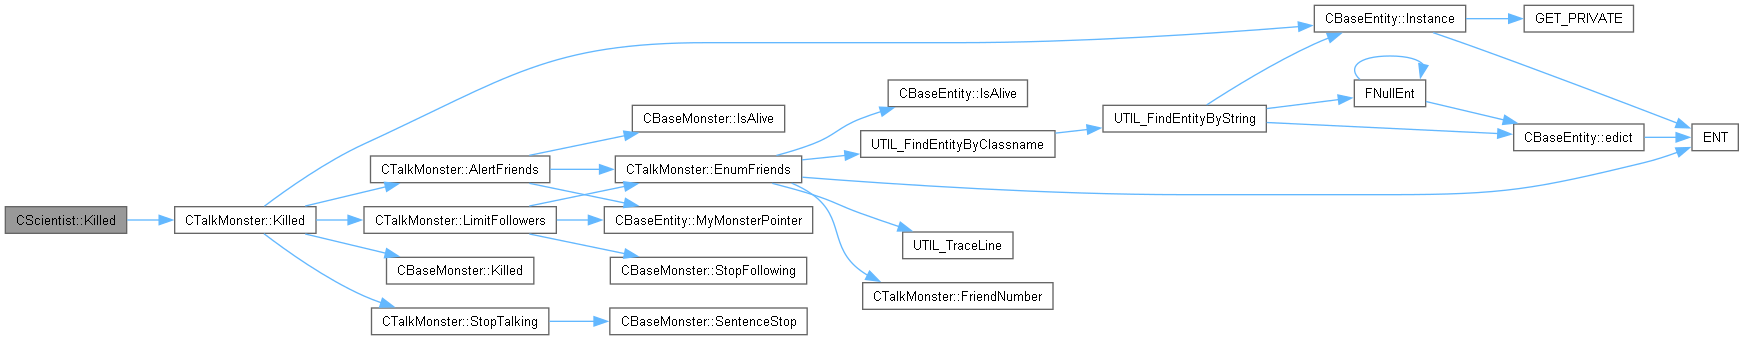 CScientist::Killed
CTalkMonster::Killed
CTalkMonster::AlertFriends
CTalkMonster::LimitFollowers
CBaseMonster::Killed
CTalkMonster::StopTalking
CBaseMonster::IsAlive
CTalkMonster::EnumFriends
CBaseEntity::MyMonsterPointer
CBaseMonster::StopFollowing
CBaseMonster::SentenceStop
CBaseEntity::IsAlive
UTIL_FindEntityByClassname
UTIL_TraceLine
CTalkMonster::FriendNumber
UTIL_FindEntityByString
CBaseEntity::Instance
FNullEnt
CBaseEntity::edict
GET_PRIVATE
ENT